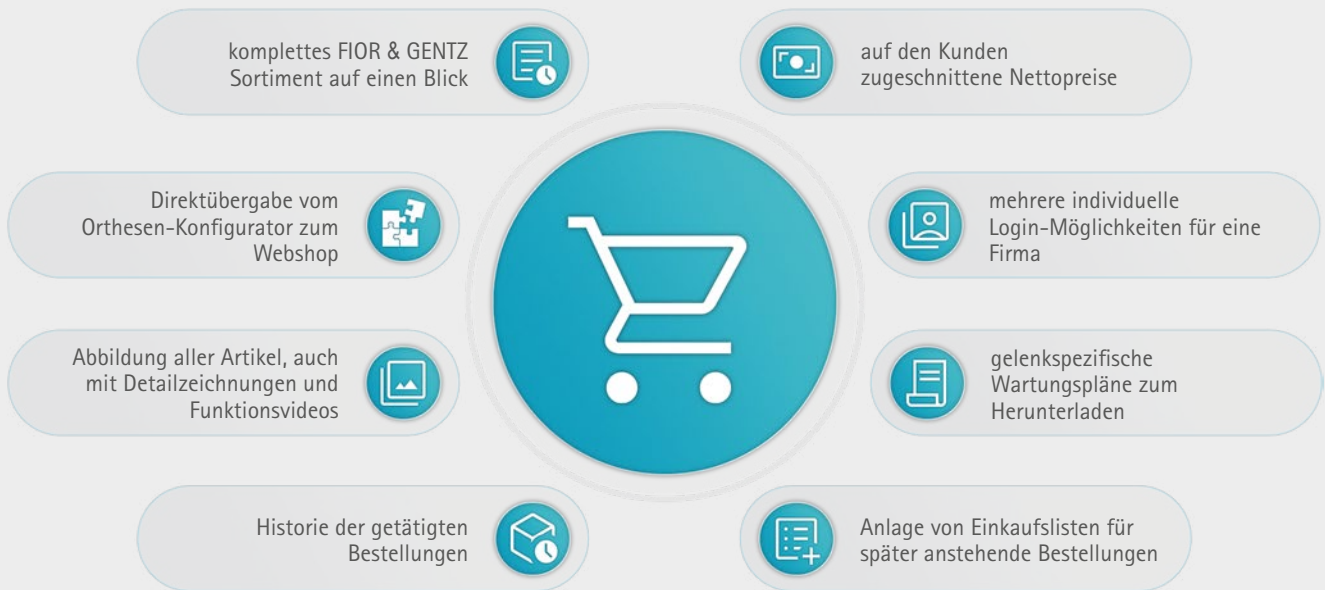 komplettes FIOR & GENTZ
Sortiment auf einen Blick
auf den Kunden
zugeschnittene Nettopreise
Direktübergabe vom
Orthesen-Konfigurator zum
Webshop
mehrere individuelle
Login-Möglichkeiten für eine
Firma
Abbildung aller Artikel, auch
mit Detailzeichnungen und
Funktionsvideos
gelenkspezifische
Wartungspläne zum
Herunterladen
Historie der getätigten
Bestellungen
Anlage von Einkaufslisten für
später anstehende Bestellungen